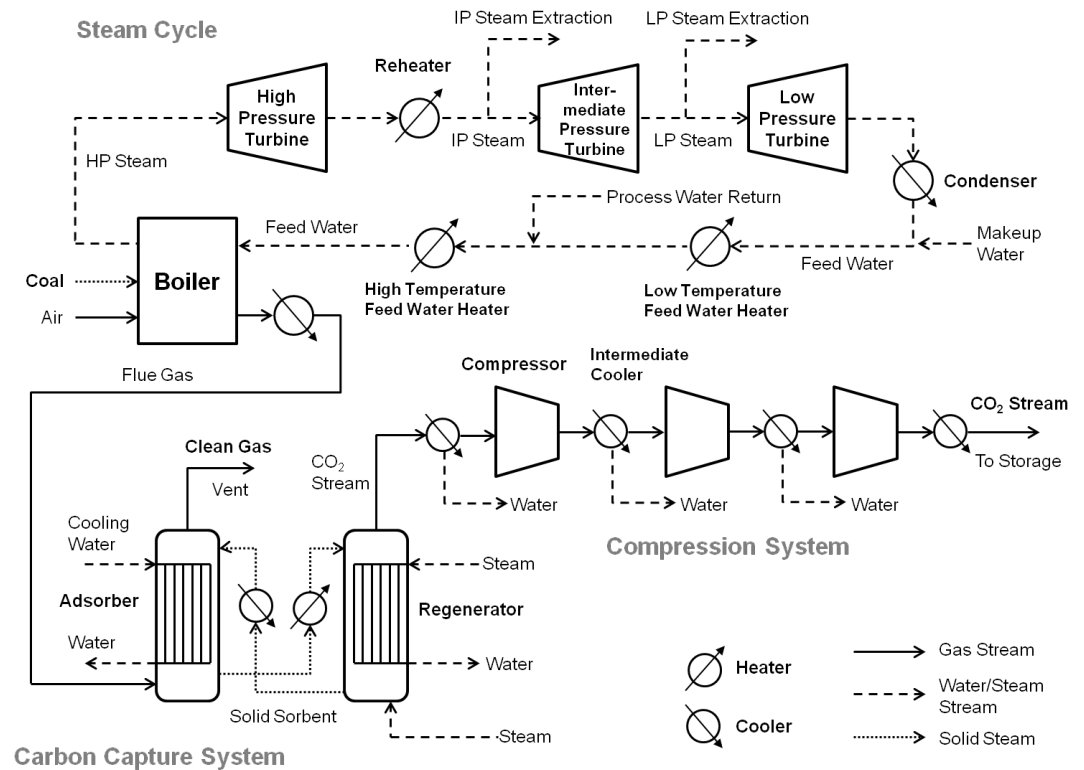 Steam Cycle
IP Steam Extraction
LP Steam Extraction
Reheater
High
Pressure
Turbine
Inter-
mediate
Pressure
Turbine
Low
Pressure
Turbine
HP Steam
IP Steam
LP Steam
Condenser
Process Water Return
Feed Water
Makeup
Water
Feed Water
Boiler
Coal
Air
High Temperature
Feed Water Heater
Low Temperature
Feed Water Heater
Flue Gas
Compressor
Intermediate
Cooler
CO₂ Stream
To Storage
Clean Gas
Vent
CO₂
Stream
Water
Water
Water
Cooling
Water
Compression System
Steam
Adsorber
Regenerator
Water
Water
Solid Sorbent
Steam
Heater
Cooler
Gas Stream
Water/Steam
Stream
Solid Steam
Carbon Capture System